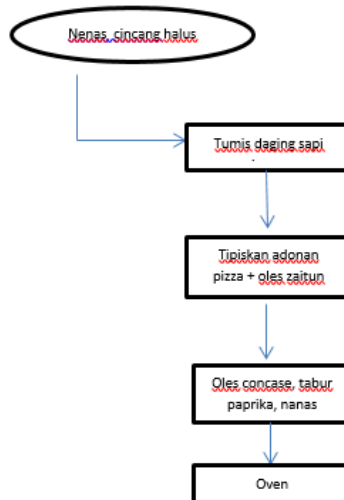 Nenas, cincang halus
Tumis daging sapi
.
Tipiskan adonan
pizza + oles zaitun
Oles concase, tabur
paprika, nanas
Oven